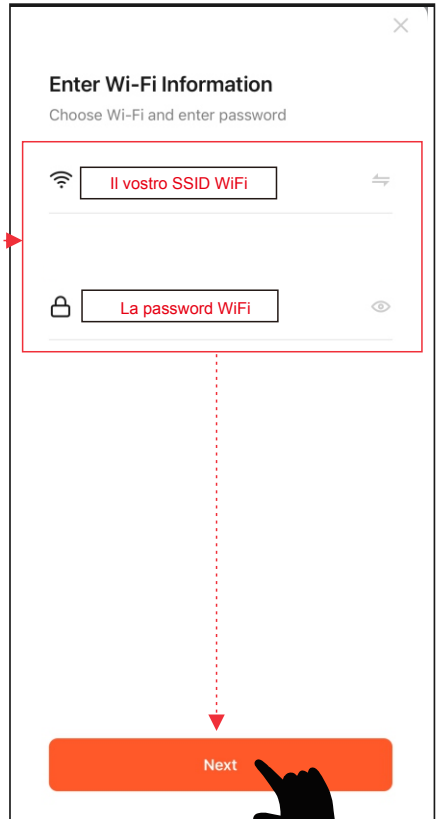 Enter Wi-Fi Information
Choose Wi-Fi and enter password
Il vostro SSID WiFi
La password WiFi
Next